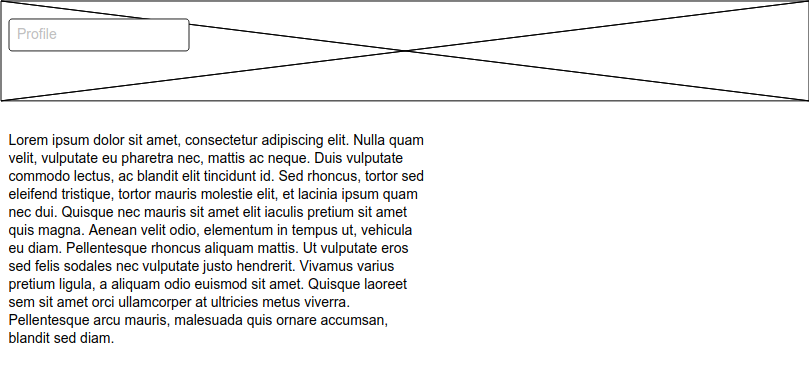 Profile
Lorem ipsum dolor sit amet, consectetur adipiscing elit. Nulla quam
velit, vulputate eu pharetra nec, mattis ac neque. Duis vulputate
commodo lectus, ac blandit elit tincidunt id. Sed rhoncus, tortor sed
eleifend tristique, tortor mauris molestie elit, et lacinia ipsum quam
nec dui. Quisque nec mauris sit amet elit iaculis pretium sit amet
quis magna. Aenean velit odio, elementum in tempus ut, vehicula
eu diam. Pellentesque rhoncus aliquam mattis. Ut vulputate eros
sed felis sodales nec vulputate justo hendrerit. Vivamus varius
pretium ligula, a aliquam odio euismod sit amet. Quisque laoreet
sem sit amet orci ullamcorper at ultricies metus viverra.
Pellentesque arcu mauris, malesuada quis ornare accumsan,
blandit sed diam.